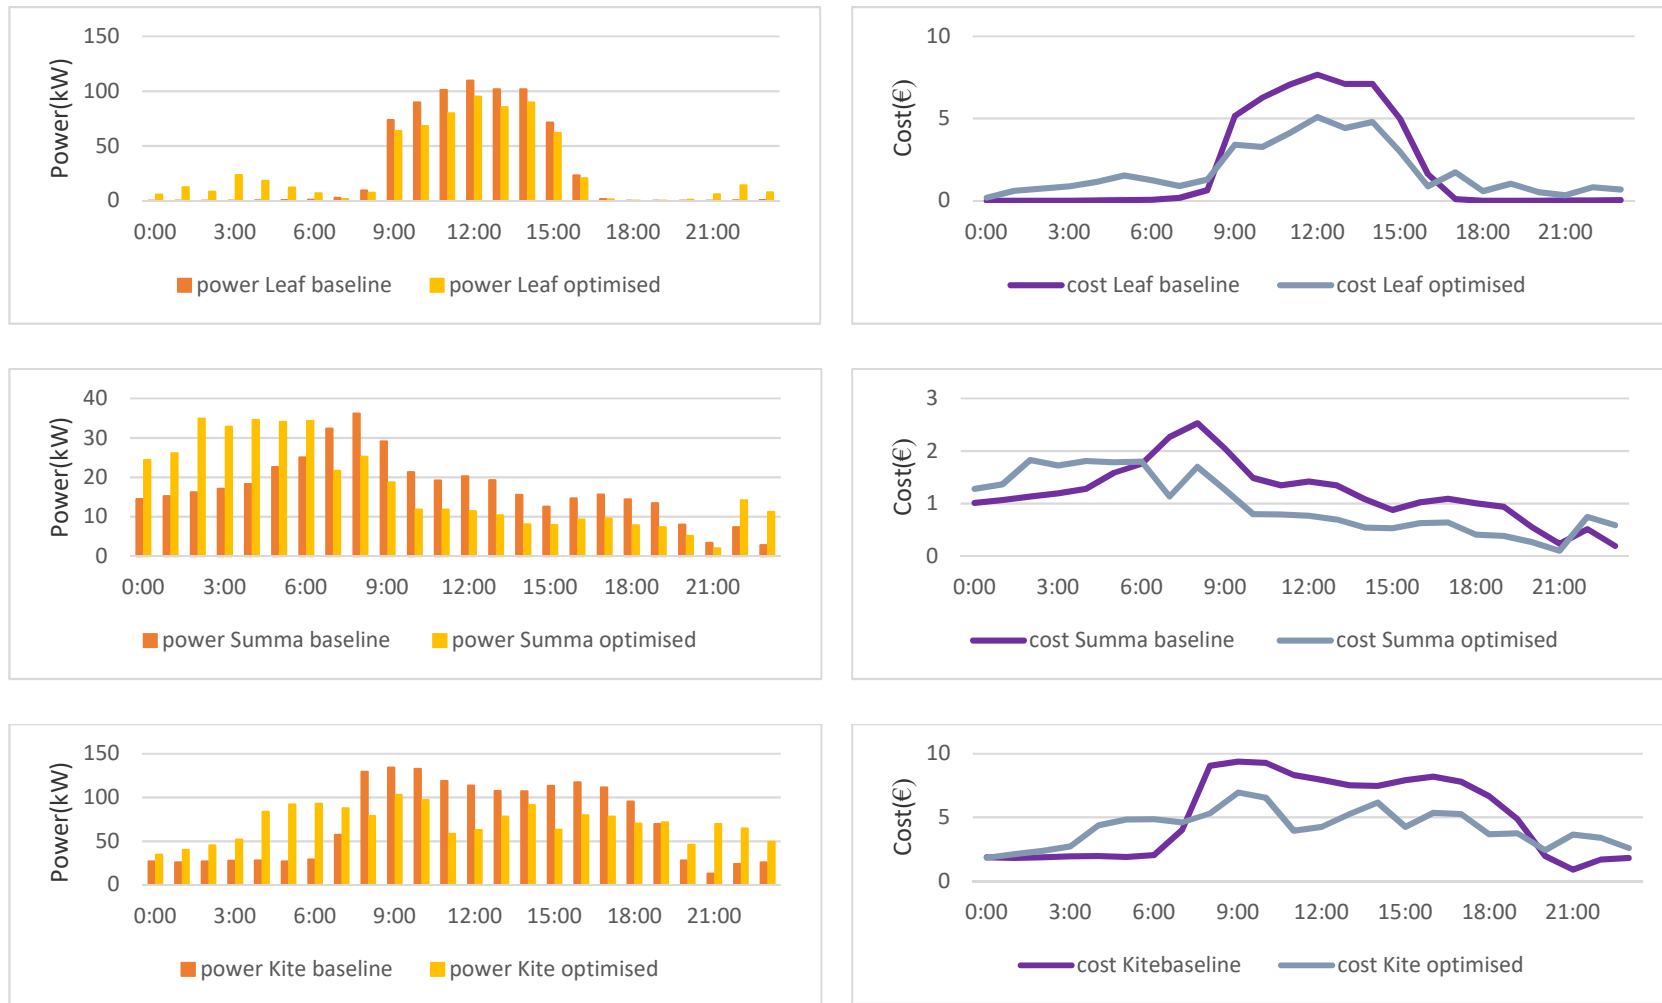 150
100
50
0
Power(kW)
0:00 3:00 6:00 9:00 12:00 15:00 18:00 21:00
power Leaf baseline power Leaf optimised
10
5
0
Cost(€)
0:00 3:00 6:00 9:00 12:00 15:00 18:00 21:00
cost Leaf baseline cost Leaf optimised
40
30
20
10
0
Power(kW)
0:00 3:00 6:00 9:00 12:00 15:00 18:00 21:00
power Summa baseline power Summa optimised
3
2
1
0
Cost(€)
0:00 3:00 6:00 9:00 12:00 15:00 18:00 21:00
cost Summa baseline cost Summa optimised
150
100
50
0
Power(kW)
0:00 3:00 6:00 9:00 12:00 15:00 18:00 21:00
power Kite baseline power Kite optimised
10
5
0
Cost(€)
0:00 3:00 6:00 9:00 12:00 15:00 18:00 21:00
cost Kitebaseline cost Kite optimised